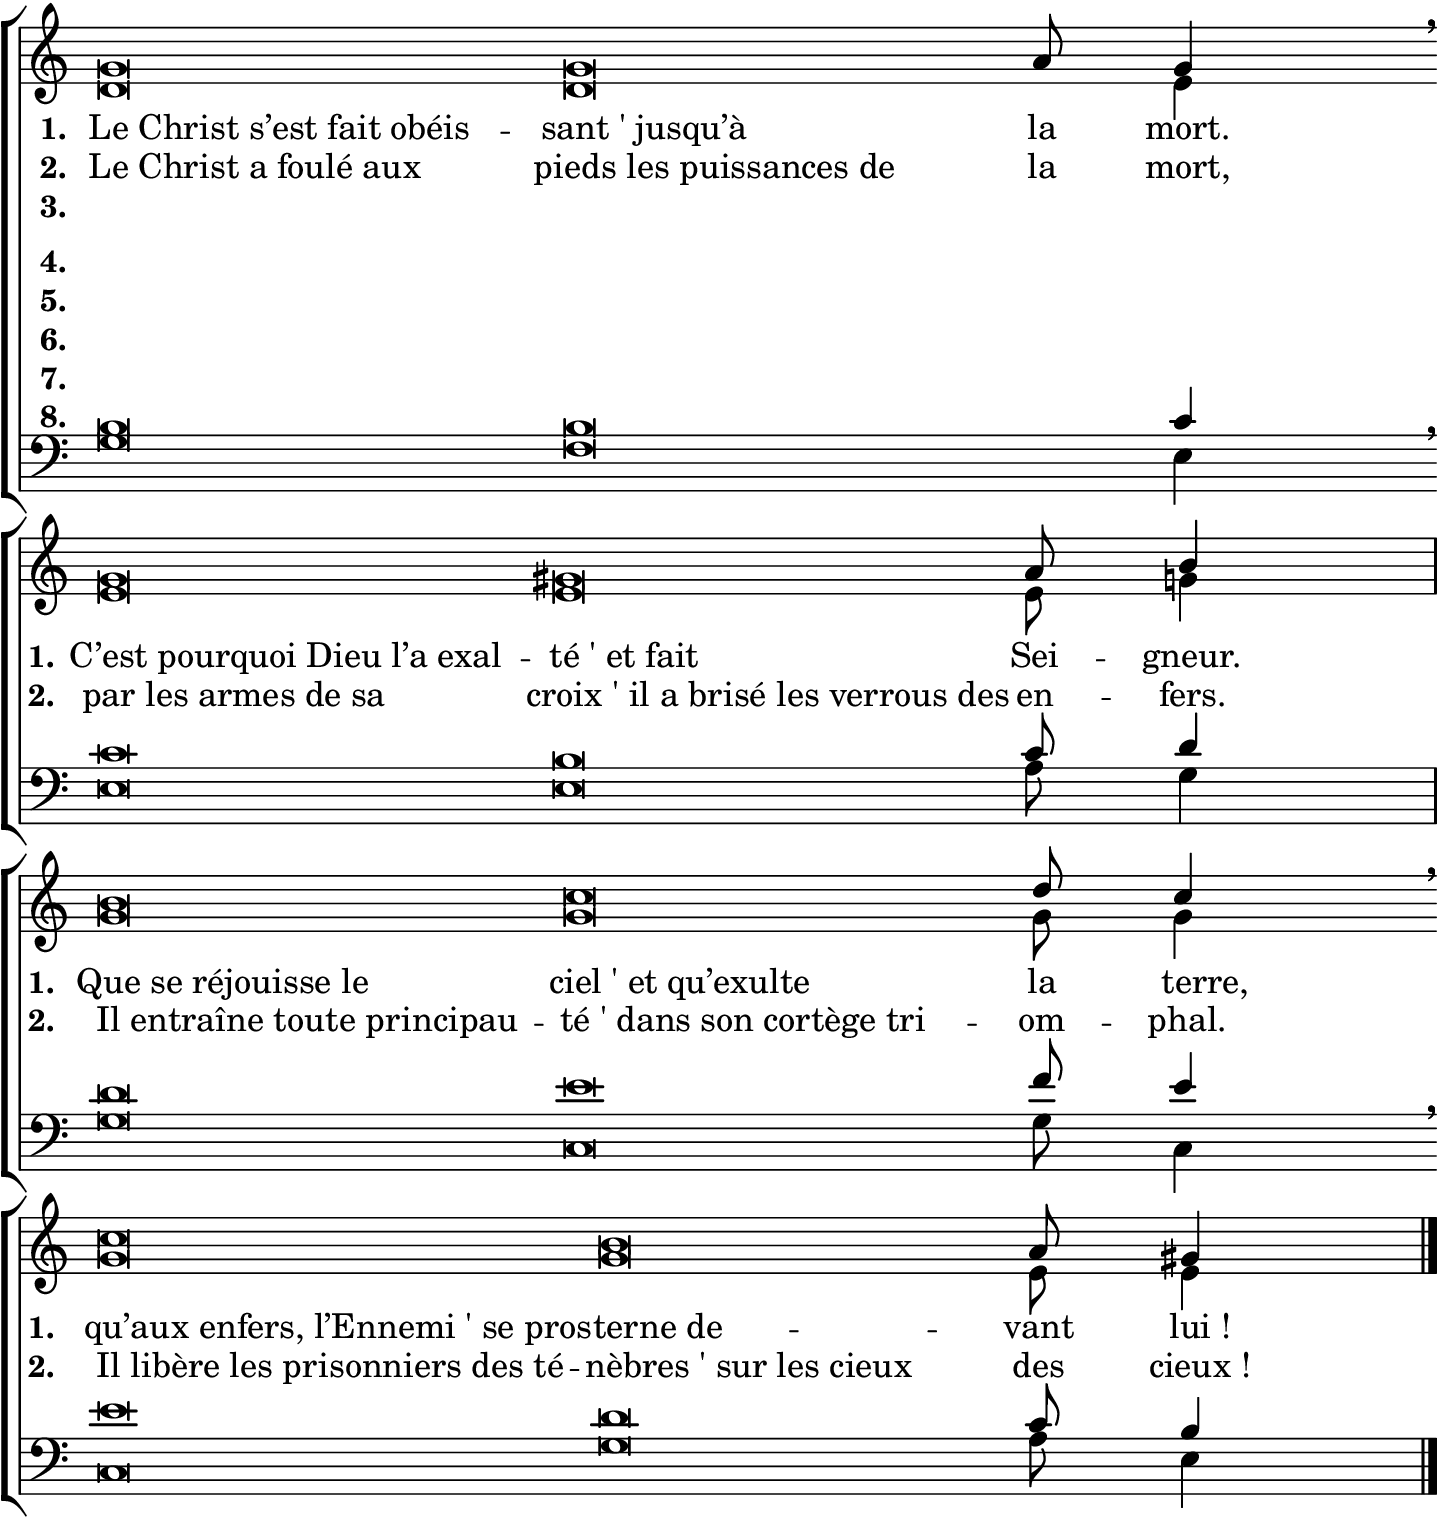 1. Le Christ s’est fait obéis - sant ' jusqu’à la mort.
2. Le Christ a foulé aux pieds les puissances de la mort,
3.
4.
5.
6.
7.
8.
1. C’est pourquoi Dieu l’a exal - té ' et fait Sei - gneur.
2. par les armes de sa croix ' il a brisé les verrous des en - fers.
1. Que se réjouisse le ciel ' et qu’exulte la terre,
2. Il entraîne toute principau - té ' dans son cortège tri - om - phal.
1. qu’aux enfers, l’Ennemi ' se prosterne de - - vant lui !
2. Il libère les prisonniers des té - nèbres ' sur les cieux des cieux !